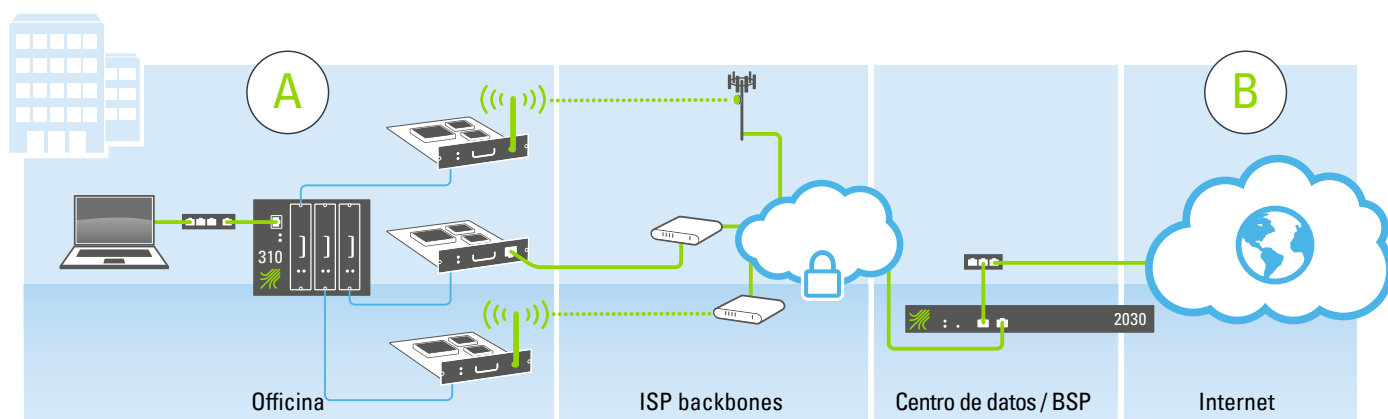 A
B
310
2030
Officina
ISP backbones
Centro de datos / BSP
Internet